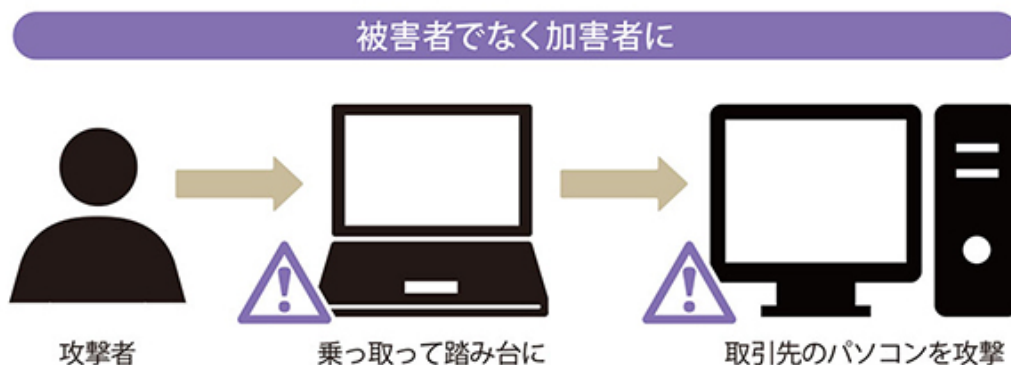 被害者でなく加害者に
攻撃者
乗っ取って踏み台に
取引先のパソコンを攻撃